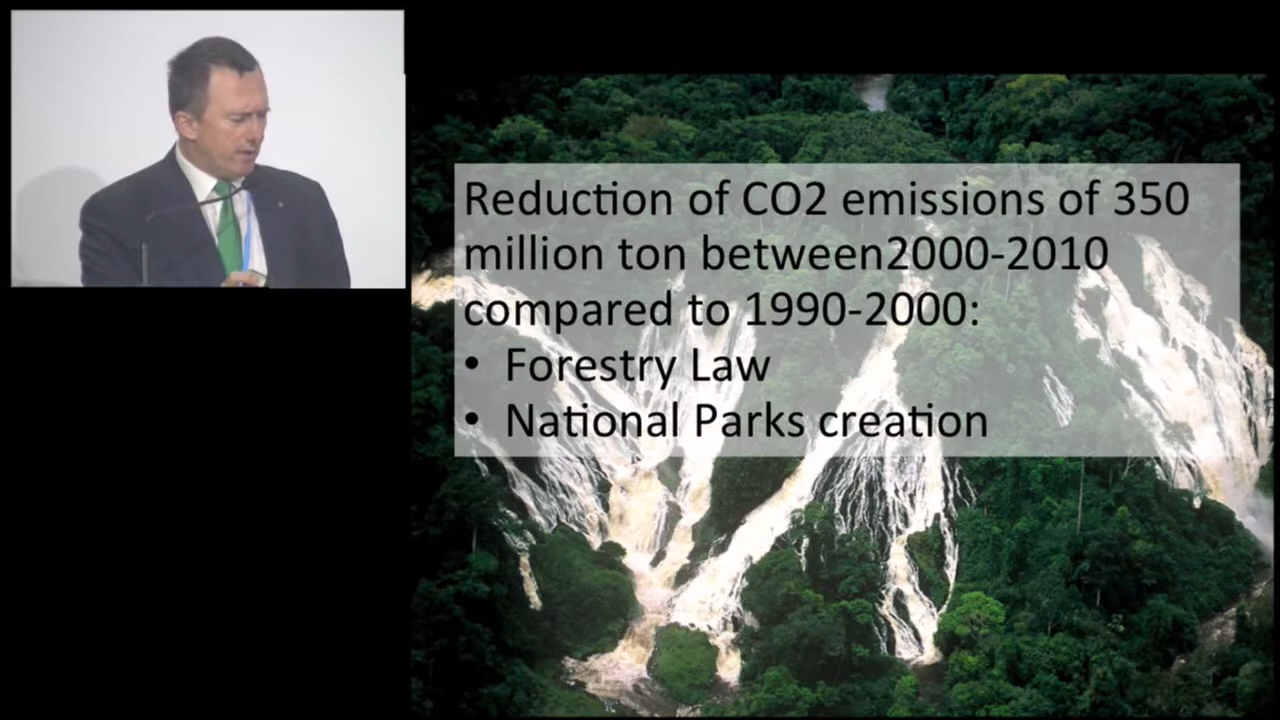 Reduction of CO2 emissions of 350
million ton between2000-2010
compared to 1990-2000:
• Forestry Law
• National Parks creation